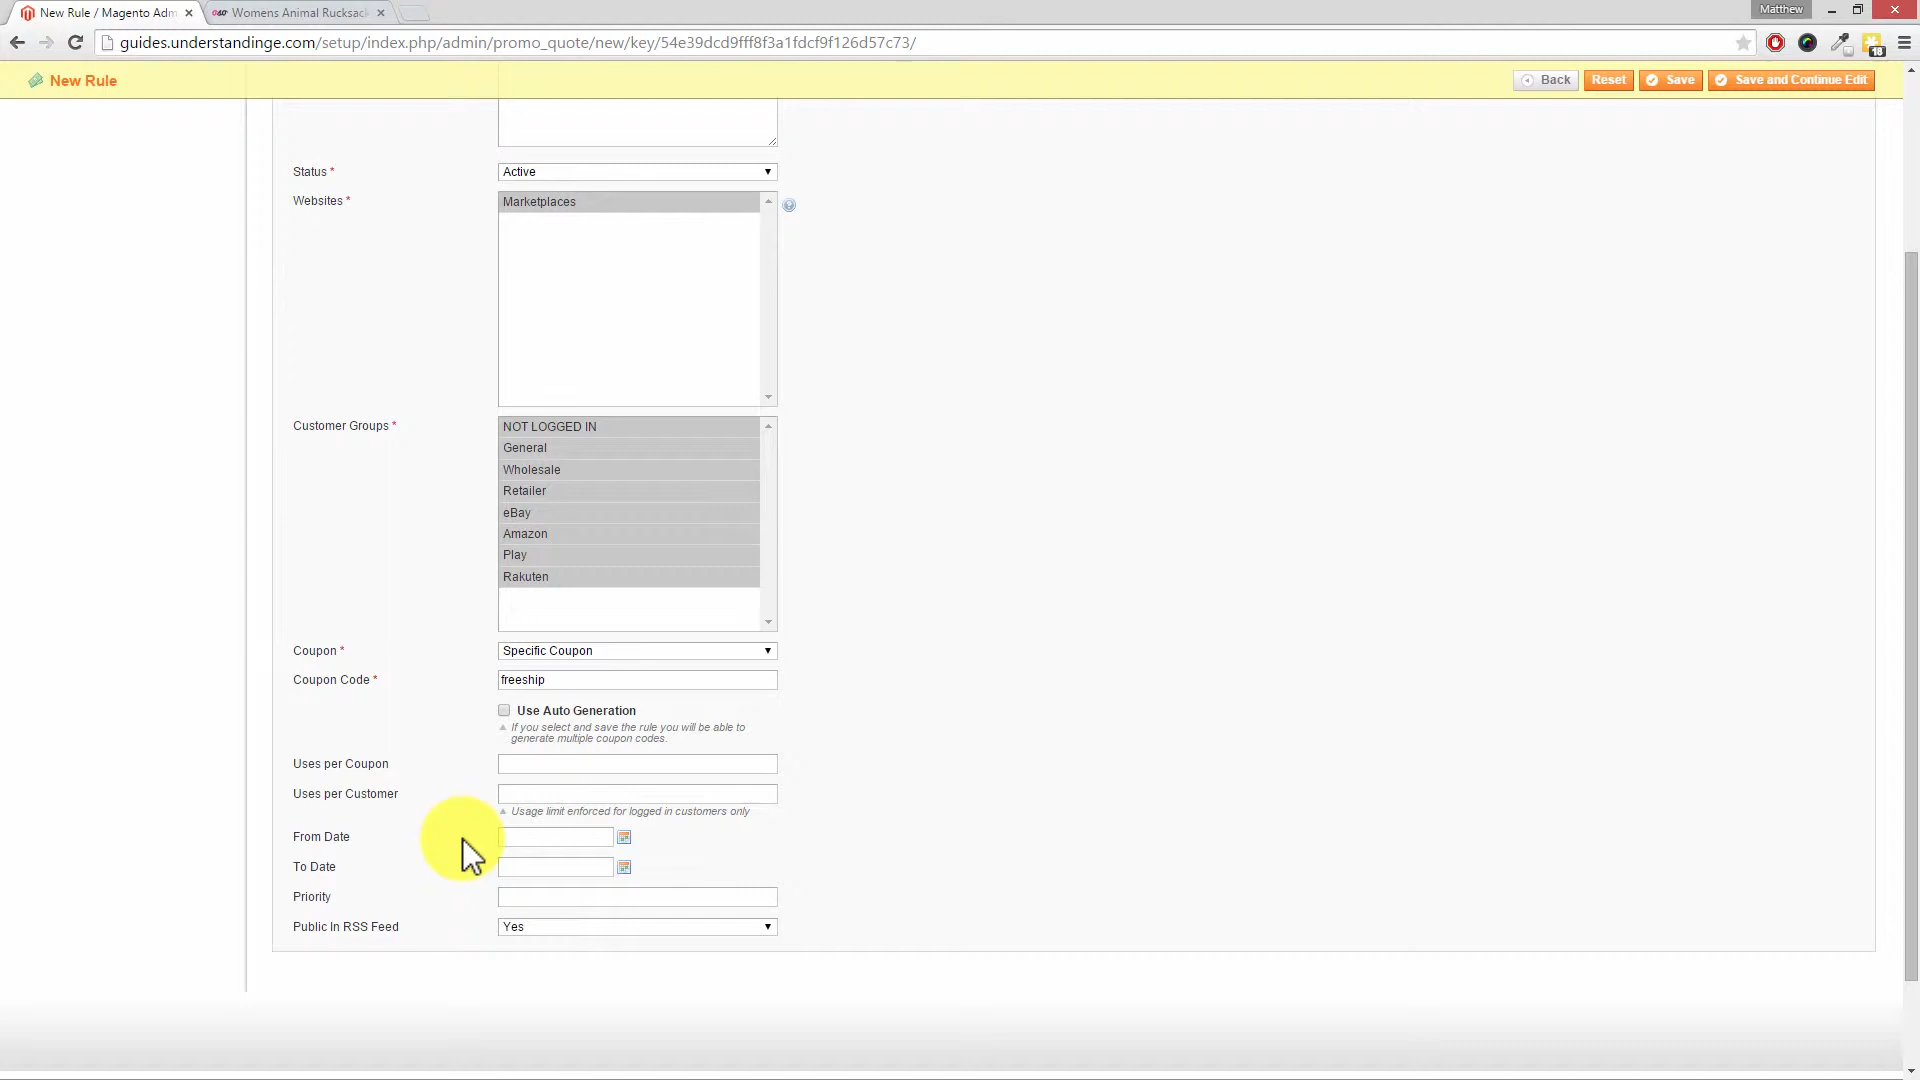 New Rule / Magento Adm
Womens Animal Rucksack
Matthew
guides.understandinge.com/setup/index.php/admin/promo_quote/new/key/54e39dcd9fff8f3a1fdcf9f126d57c73/
18
New Rule
Back
Reset
Save
Save and Continue Edit
Status *
Active
Websites *
Marketplaces
Customer Groups *
NOT LOGGED IN
General
Wholesale
Retailer
eBay
Amazon
Play
Rakuten
Coupon *
Specific Coupon
Coupon Code *
freeship
Use Auto Generation
If you select and save the rule you will be able to
generate multiple coupon codes.
Uses per Coupon
Uses per Customer
Usage limit enforced for logged in customers only
From Date
To Date
Priority
Public In RSS Feed
Yes